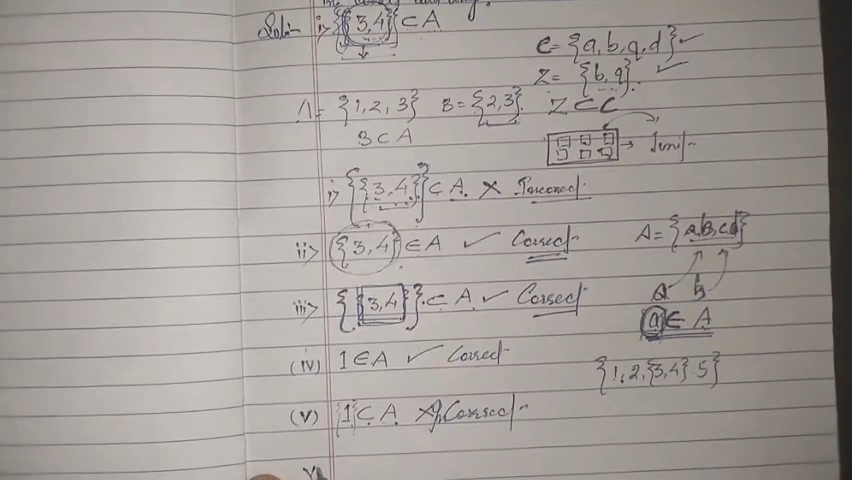 Soln:- i> {3,4} ⊂ A
C = {a, b, q, d} ✓
Z = {b, q}. ✓
A = {1, 2, 3} B = {2,3}. Z ⊂ C
B ⊂ A
i> {{3,4}} ⊂ A. ✗ Incorrect.
ii> {3,4} ∈ A ✓ Correct A = {a,b,c,d}
a b
iii> {{3,4}} ⊂ A ✓ Correct
a ∈ A
(iv) 1 ∈ A ✓ Correct {1, 2, {3,4} 5}
(v) 1 ⊂ A ✗